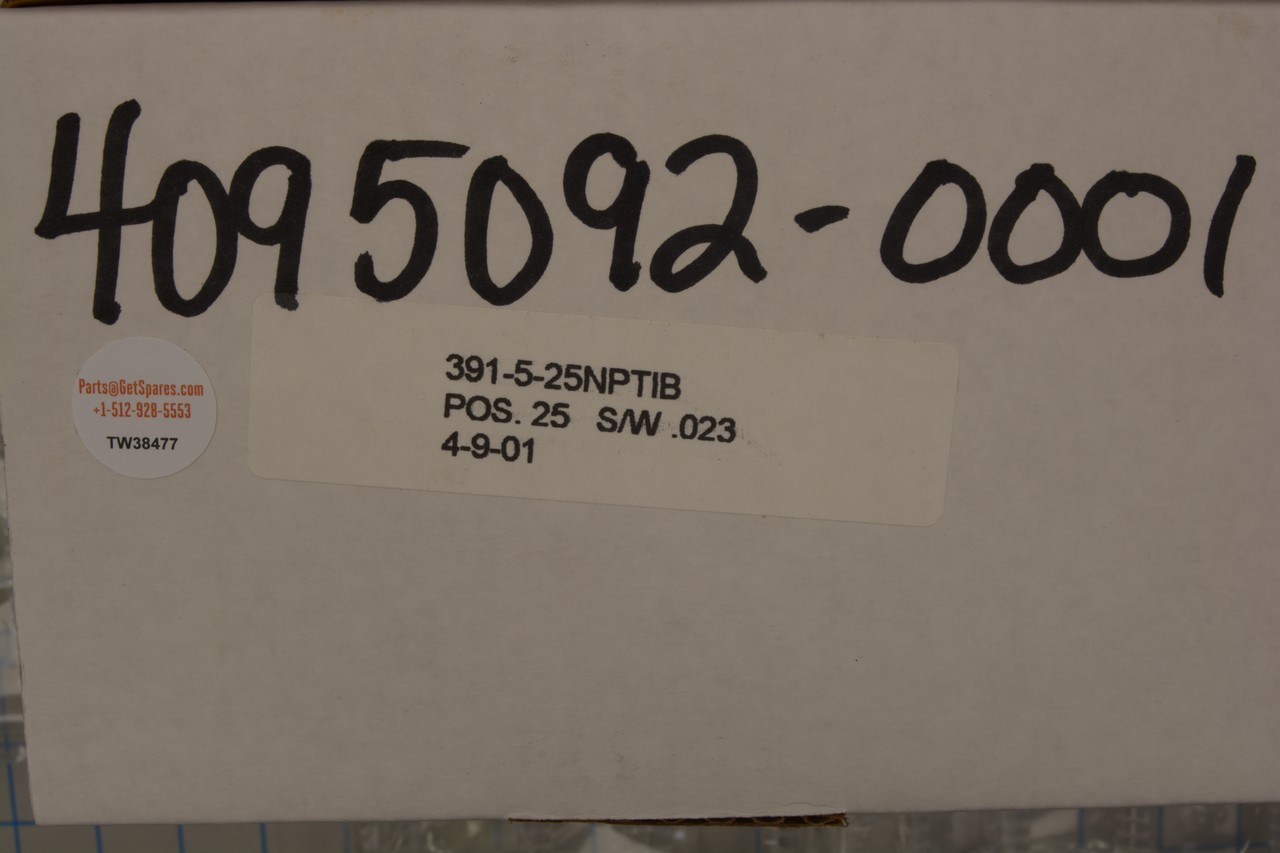 4095092-0001
Parts@GetSpares.com
+1-512-928-5553
TW38477
391-5-25NPTIB
POS. 25 S/W .023
4-9-01